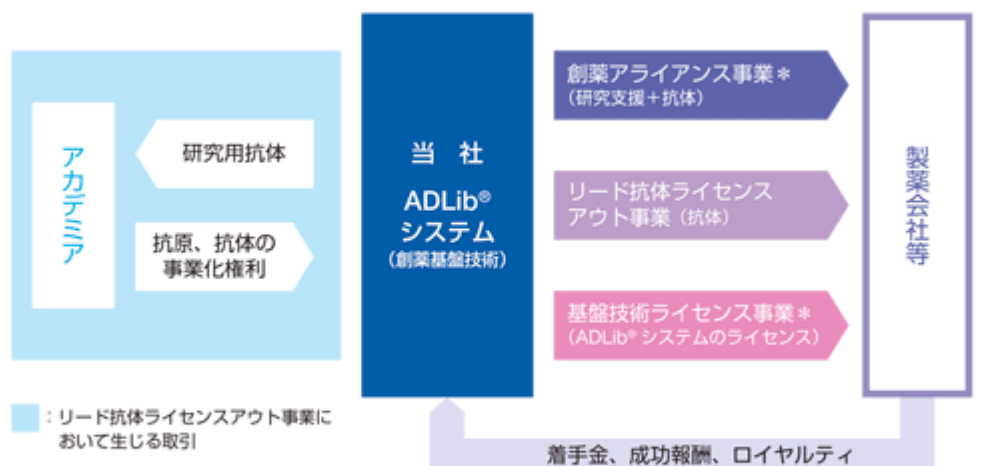 アカデミア
研究用抗体
抗原、抗体の
事業化権利
当 社
ADLib®
システム
（創薬基盤技術）
創薬アライアンス事業＊
（研究支援＋抗体）
リード抗体ライセンス
アウト事業（抗体）
基盤技術ライセンス事業＊
（ADLib® システムのライセンス）
製薬会社等
：リード抗体ライセンスアウト事業に
おいて生じる取引
着手金、成功報酬、ロイヤルティ